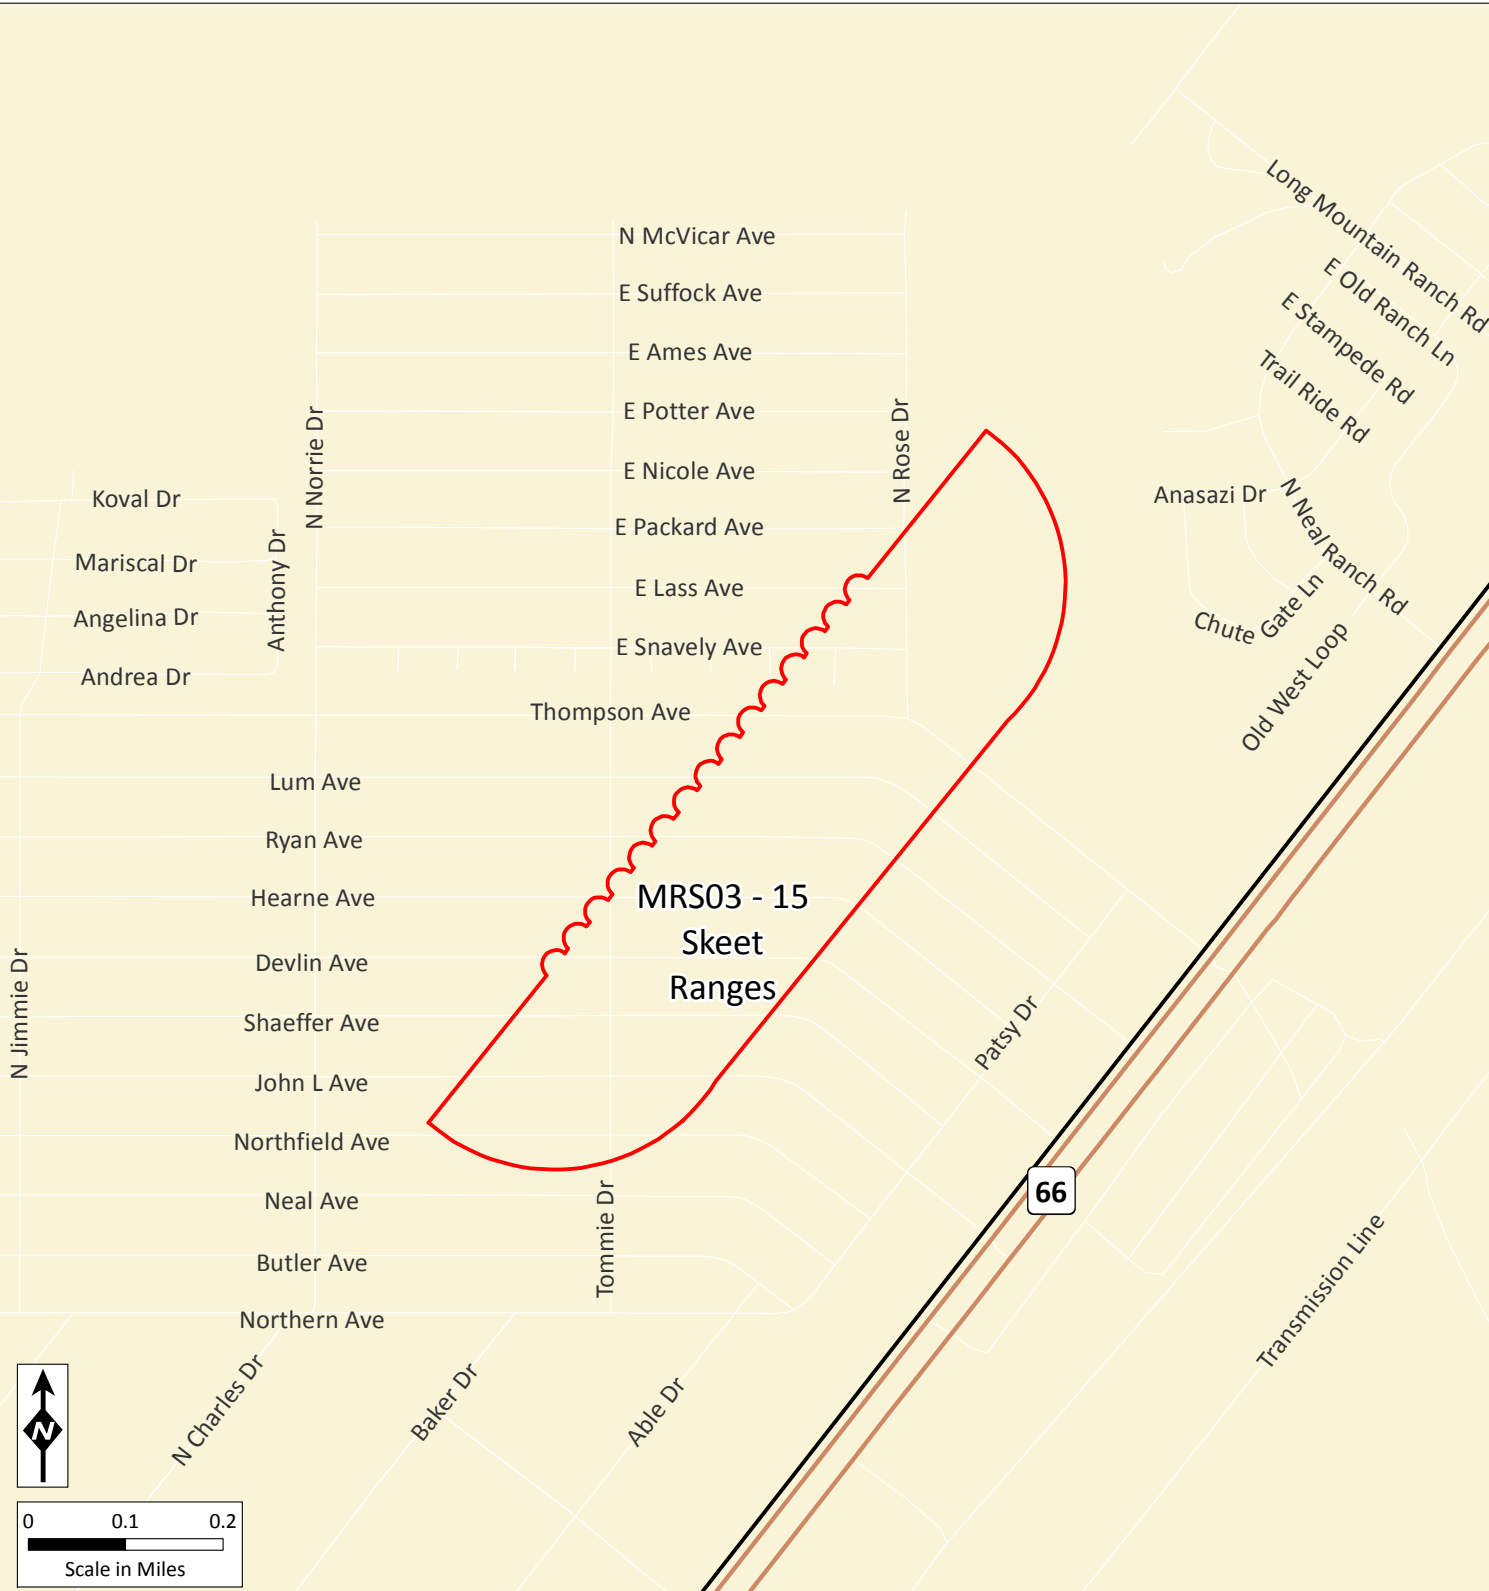 Long Mountain Ranch Rd
N McVicar Ave
E Old Ranch Ln
E Suffock Ave
E Stampede Rd
E Ames Ave
Trail Ride Rd
E Potter Ave
N Norrie Dr
N Rose Dr
E Nicole Ave
Koval Dr
Anasazi Dr
N Neal Ranch Rd
E Packard Ave
Mariscal Dr
Anthony Dr
E Lass Ave
Angelina Dr
Chute Gate Ln
E Snavely Ave
Andrea Dr
Old West Loop
Thompson Ave
Lum Ave
Ryan Ave
Hearne Ave
MRS03 - 15
Skeet
Ranges
Devlin Ave
N Jimmie Dr
Shaeffer Ave
Patsy Dr
John L Ave
Northfield Ave
66
Neal Ave
Tommie Dr
Butler Ave
Transmission Line
Northern Ave
N Charles Dr
Baker Dr
Able Dr
N
0 0.1 0.2
Scale in Miles